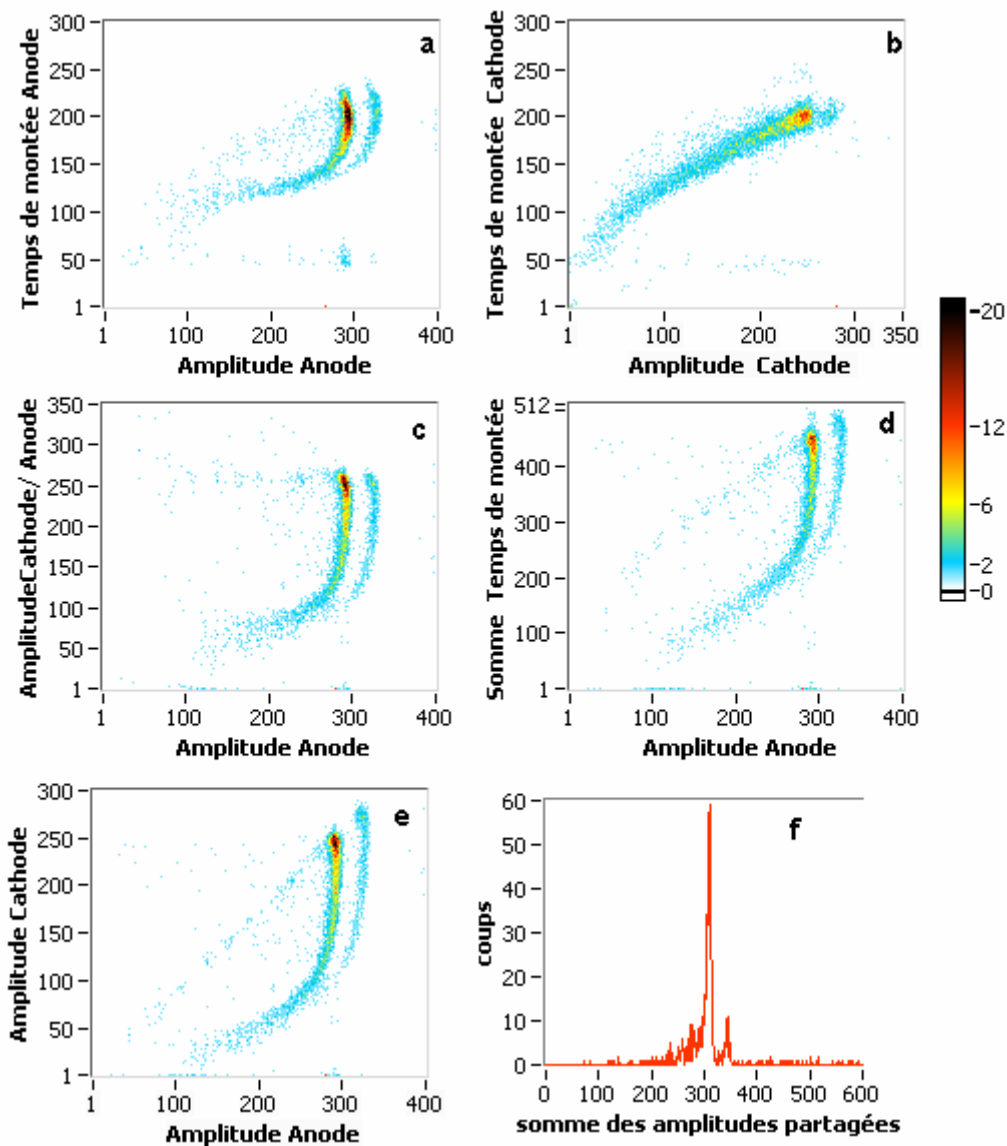 a
300
250
200
150
100
50
1
Temps de montée Anode
1 100 200 300 400
Amplitude Anode
b
300
250
200
150
100
50
1
Temps de montée Cathode
1 100 200 300 350
Amplitude Cathode
20
12
6
2
0
c
350
300
250
200
150
100
50
1
AmplitudeCathode/ Anode
1 100 200 300 400
Amplitude Anode
d
512
400
300
200
100
1
Somme Temps de montée
1 100 200 300 400
Amplitude Anode
e
300
250
200
150
100
50
1
Amplitude Cathode
1 100 200 300 400
Amplitude Anode
f
60
50
40
30
20
10
0
coups
0 100 200 300 400 500 600
somme des amplitudes partagées